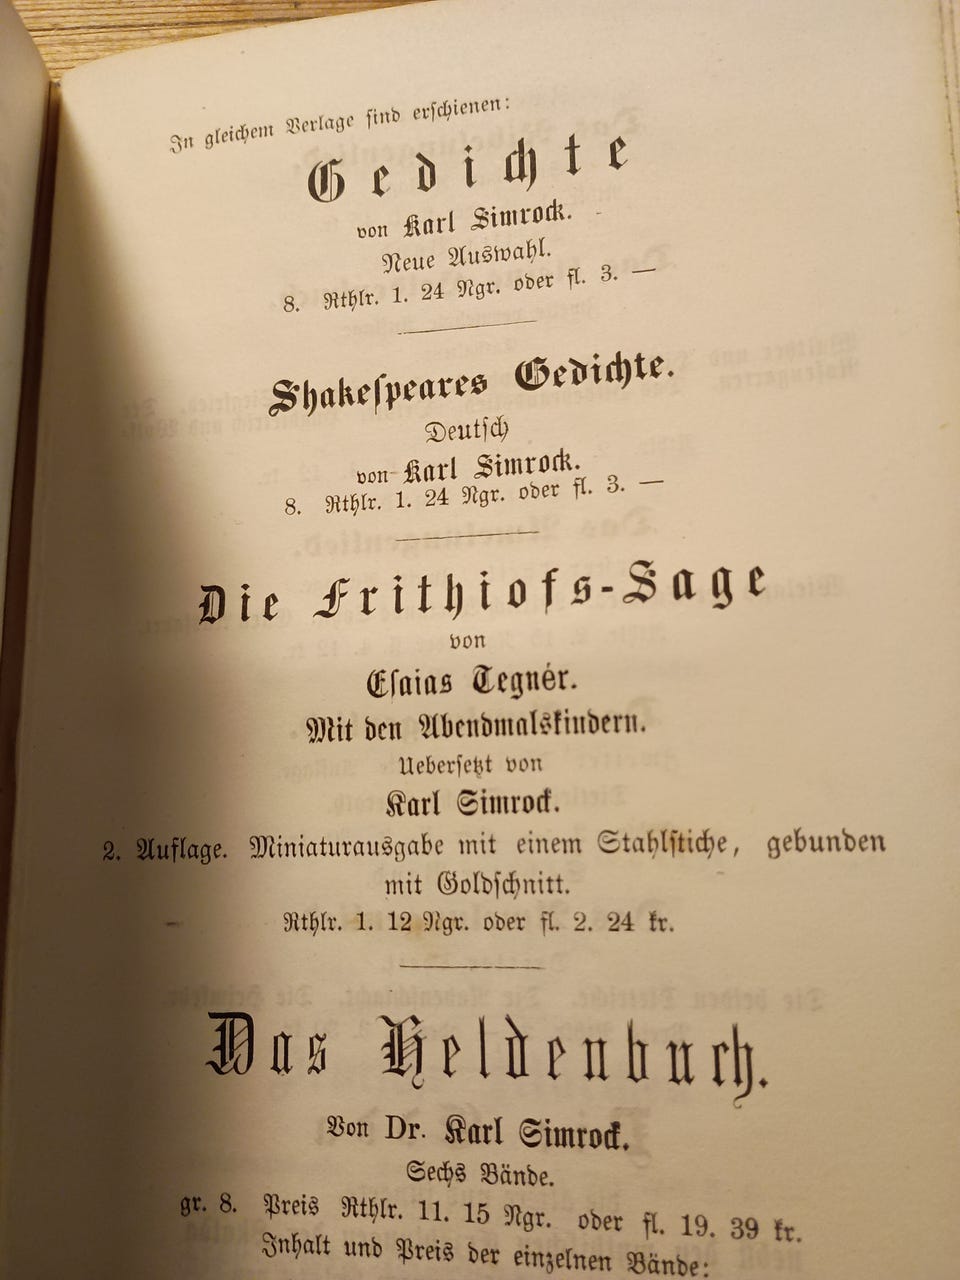 In gleichem Verlage ſind erſchienen:
Gedichte
von Karl Simrock.
Neue Auswahl.
8. Rthlr. 1. 24 Ngr. oder fl. 3. —
Shakeſpeares Gedichte.
Deutſch
von Karl Simrock.
8. Rthlr. 1. 24 Ngr. oder fl. 3. —
Die Frithiofs-Sage
von
Eſaias Tegnér.
Mit den Abendmalskindern.
Ueberſetzt von
Karl Simrock.
2. Auflage. Miniaturausgabe mit einem Stahlſtiche, gebunden
mit Goldſchnitt.
Rthlr. 1. 12 Ngr. oder fl. 2. 24 kr.
Das Heldenbuch.
Von Dr. Karl Simrock.
Sechs Bände.
gr. 8. Preis Rthlr. 11. 15 Ngr. oder fl. 19. 39 kr.
Inhalt und Preis der einzelnen Bände: